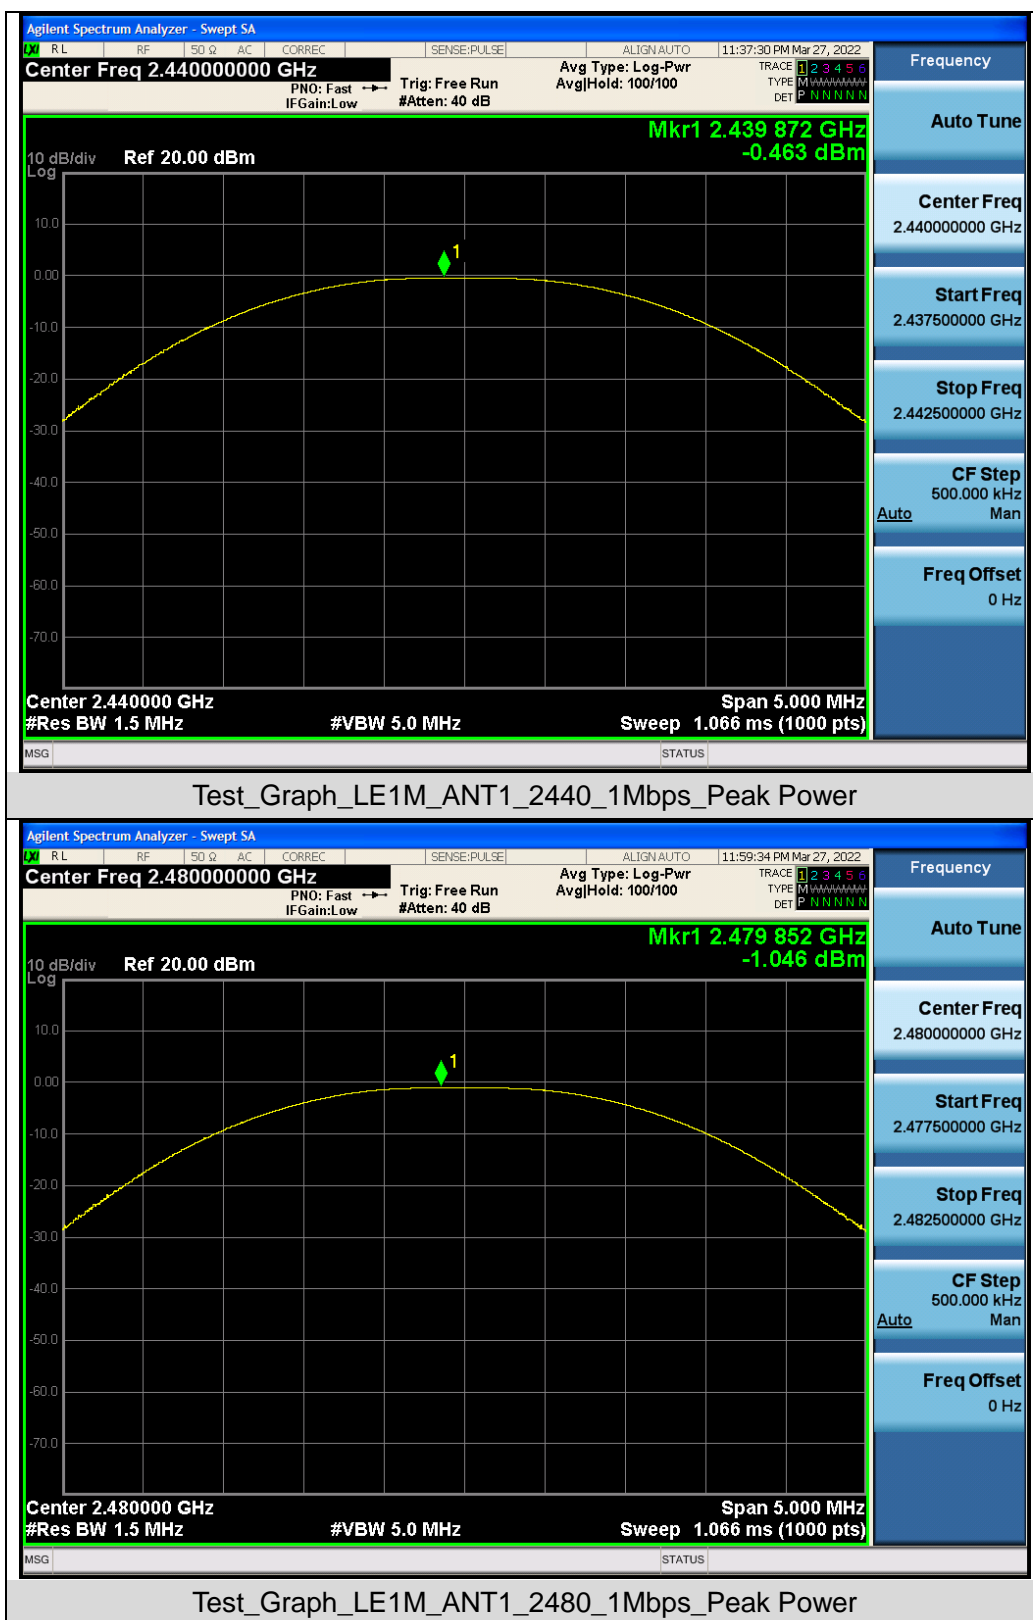 Agilent Spectrum Analyzer - Swept SA
LXI RL RF 50 Ω AC CORREC SENSE:PULSE ALIGN AUTO 11:37:30 PM Mar 27, 2022
Center Freq 2.440000000 GHz
PNO: Fast
IFGain:Low
Trig: Free Run
#Atten: 40 dB
Avg Type: Log-Pwr
Avg|Hold: 100/100
TRACE 1 2 3 4 5 6
TYPE M
DET P N N N N N
Mkr1 2.439 872 GHz
-0.463 dBm
10 dB/div Ref 20.00 dBm
Log
10.0
1
0.00
-10.0
-20.0
-30.0
-40.0
-50.0
-60.0
-70.0
Center 2.440000 GHz
Span 5.000 MHz
#Res BW 1.5 MHz
#VBW 5.0 MHz
Sweep 1.066 ms (1000 pts)
MSG
STATUS
Frequency
Auto Tune
Center Freq
2.440000000 GHz
Start Freq
2.437500000 GHz
Stop Freq
2.442500000 GHz
CF Step
500.000 kHz
Auto Man
Freq Offset
0 Hz
Test_Graph_LE1M_ANT1_2440_1Mbps_Peak Power
Agilent Spectrum Analyzer - Swept SA
LXI RL RF 50 Ω AC CORREC SENSE:PULSE ALIGN AUTO 11:59:34 PM Mar 27, 2022
Center Freq 2.480000000 GHz
PNO: Fast
IFGain:Low
Trig: Free Run
#Atten: 40 dB
Avg Type: Log-Pwr
Avg|Hold: 100/100
TRACE 1 2 3 4 5 6
TYPE M
DET P N N N N N
Mkr1 2.479 852 GHz
-1.046 dBm
10 dB/div Ref 20.00 dBm
Log
10.0
1
0.00
-10.0
-20.0
-30.0
-40.0
-50.0
-60.0
-70.0
Center 2.480000 GHz
Span 5.000 MHz
#Res BW 1.5 MHz
#VBW 5.0 MHz
Sweep 1.066 ms (1000 pts)
MSG
STATUS
Frequency
Auto Tune
Center Freq
2.480000000 GHz
Start Freq
2.477500000 GHz
Stop Freq
2.482500000 GHz
CF Step
500.000 kHz
Auto Man
Freq Offset
0 Hz
Test_Graph_LE1M_ANT1_2480_1Mbps_Peak Power